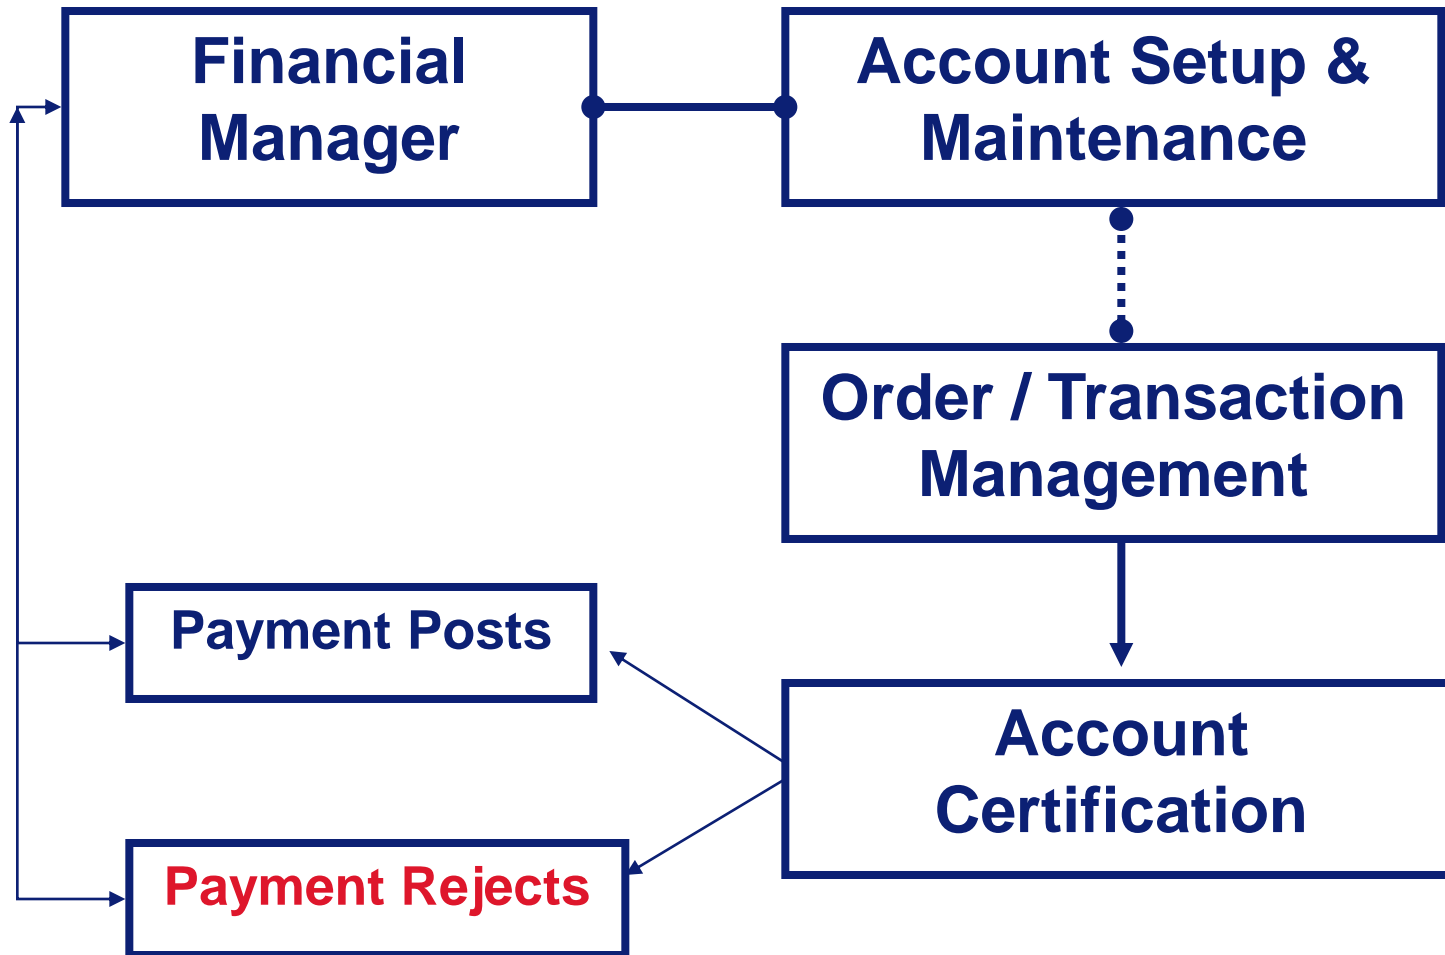 Financial
Manager
Account Setup &
Maintenance
Order / Transaction
Management
Payment Posts
Account
Certification
Payment Rejects